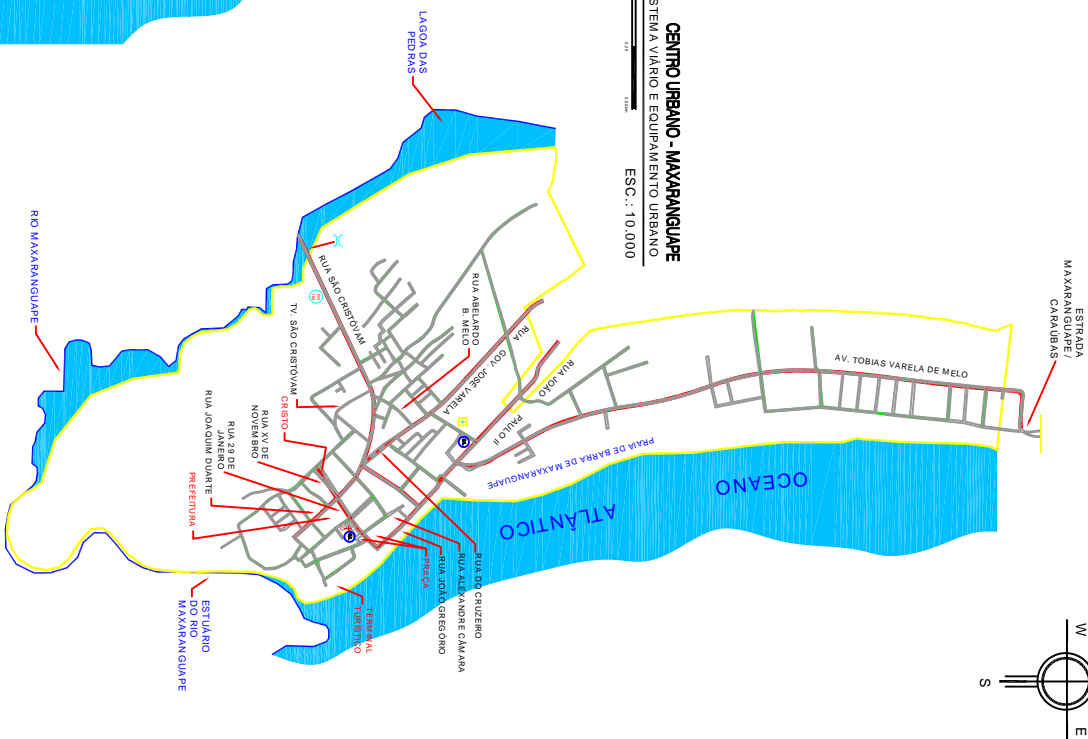 CENTRO URBANO - MAXARANGUAPE
STEMA VIÁRIO E EQUIPAMENTO URBANO
ESC.: 10.000
LAGOA DAS
PEDRAS
RIO MAXARANGUAPE
ESTRADA
MAXARANGUAPE/
CARAÚBAS
AV. TOBIAS VARELA DE MELO
RUA SÃO CRISTÓVAM
TV. SÃO CRISTÓVAM
RUA ABELARDO
B. MELO
RUA GOV. JOSÉ VARELA
RUA JOÃO PAULO II
PRAIA DE BARRA DE MAXARANGUAPE
OCEANO
ATLÂNTICO
CRISTO
RUA XV DE
NOVEMBRO
RUA 29 DE
JANEIRO
RUA JOAQUIM DUARTE
PREFEITURA
RUA DO CRUZEIRO
RUA ALEXANDRE CÂMARA
RUA JOÃO GREGÓRIO
PRAÇA
TERMINAL
TURÍSTICO
ESTUÁRIO
DO RIO
MAXARANGUAPE
W
E
S